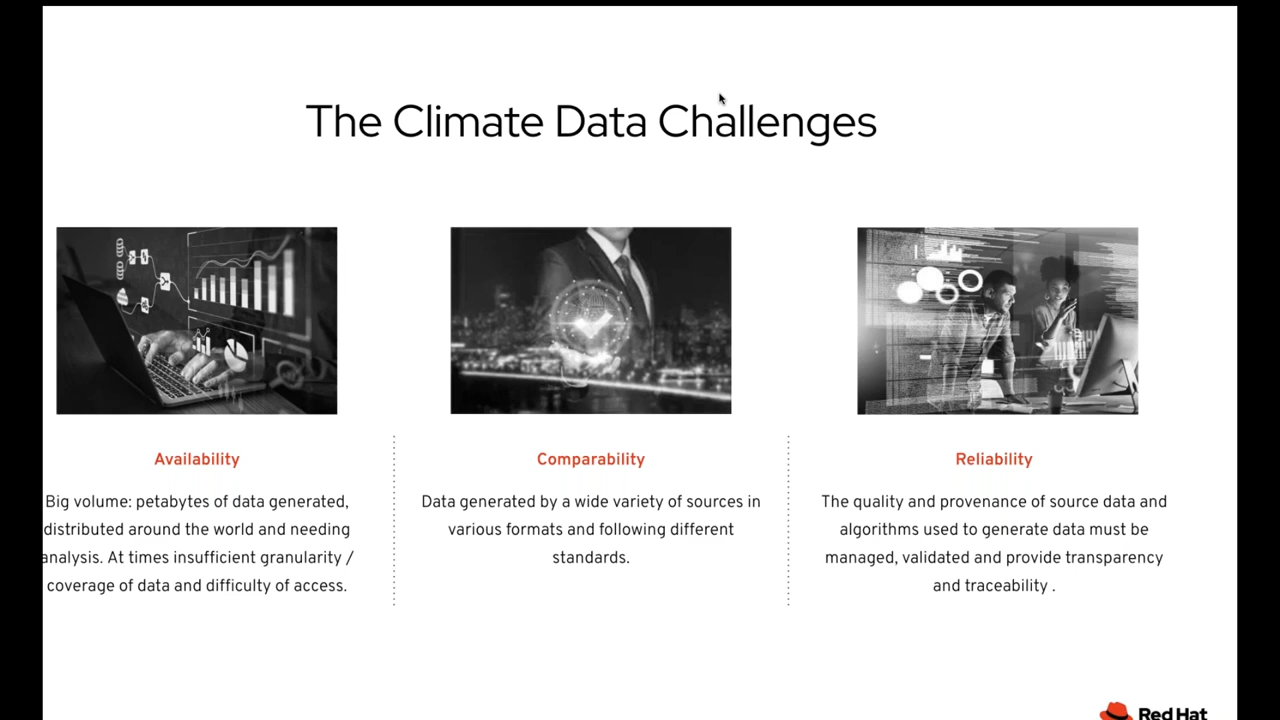 The Climate Data Challenges
Availability
Big volume: petabytes of data generated,
distributed around the world and needing
analysis. At times insufficient granularity /
coverage of data and difficulty of access.
Comparability
Data generated by a wide variety of sources in
various formats and following different
standards.
Reliability
The quality and provenance of source data and
algorithms used to generate data must be
managed, validated and provide transparency
and traceability .
Red Hat